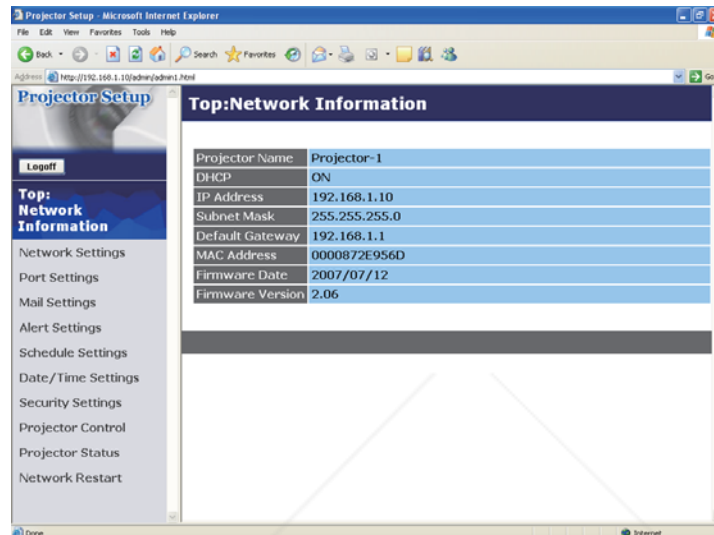 Projector Setup - Microsoft Internet Explorer
File Edit View Favorites Tools Help
Back Search Favorites
Address http://192.168.1.10/admin/admin1.html Go
Projector Setup
Logoff
Top:
Network
Information
Network Settings
Port Settings
Mail Settings
Alert Settings
Schedule Settings
Date/Time Settings
Security Settings
Projector Control
Projector Status
Network Restart
Top:Network Information
Projector Name Projector-1
DHCP ON
IP Address 192.168.1.10
Subnet Mask 255.255.255.0
Default Gateway 192.168.1.1
MAC Address 0000872E956D
Firmware Date 2007/07/12
Firmware Version 2.06
Done Internet